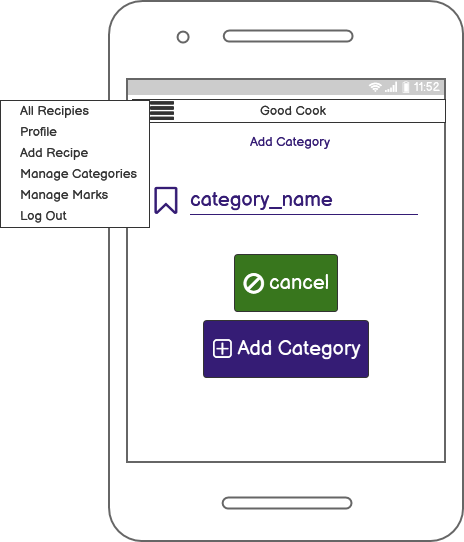 11:52
Good Cook
All Recipies
Profile
Add Recipe
Manage Categories
Manage Marks
Log Out
Add Category
category_name
cancel
Add Category